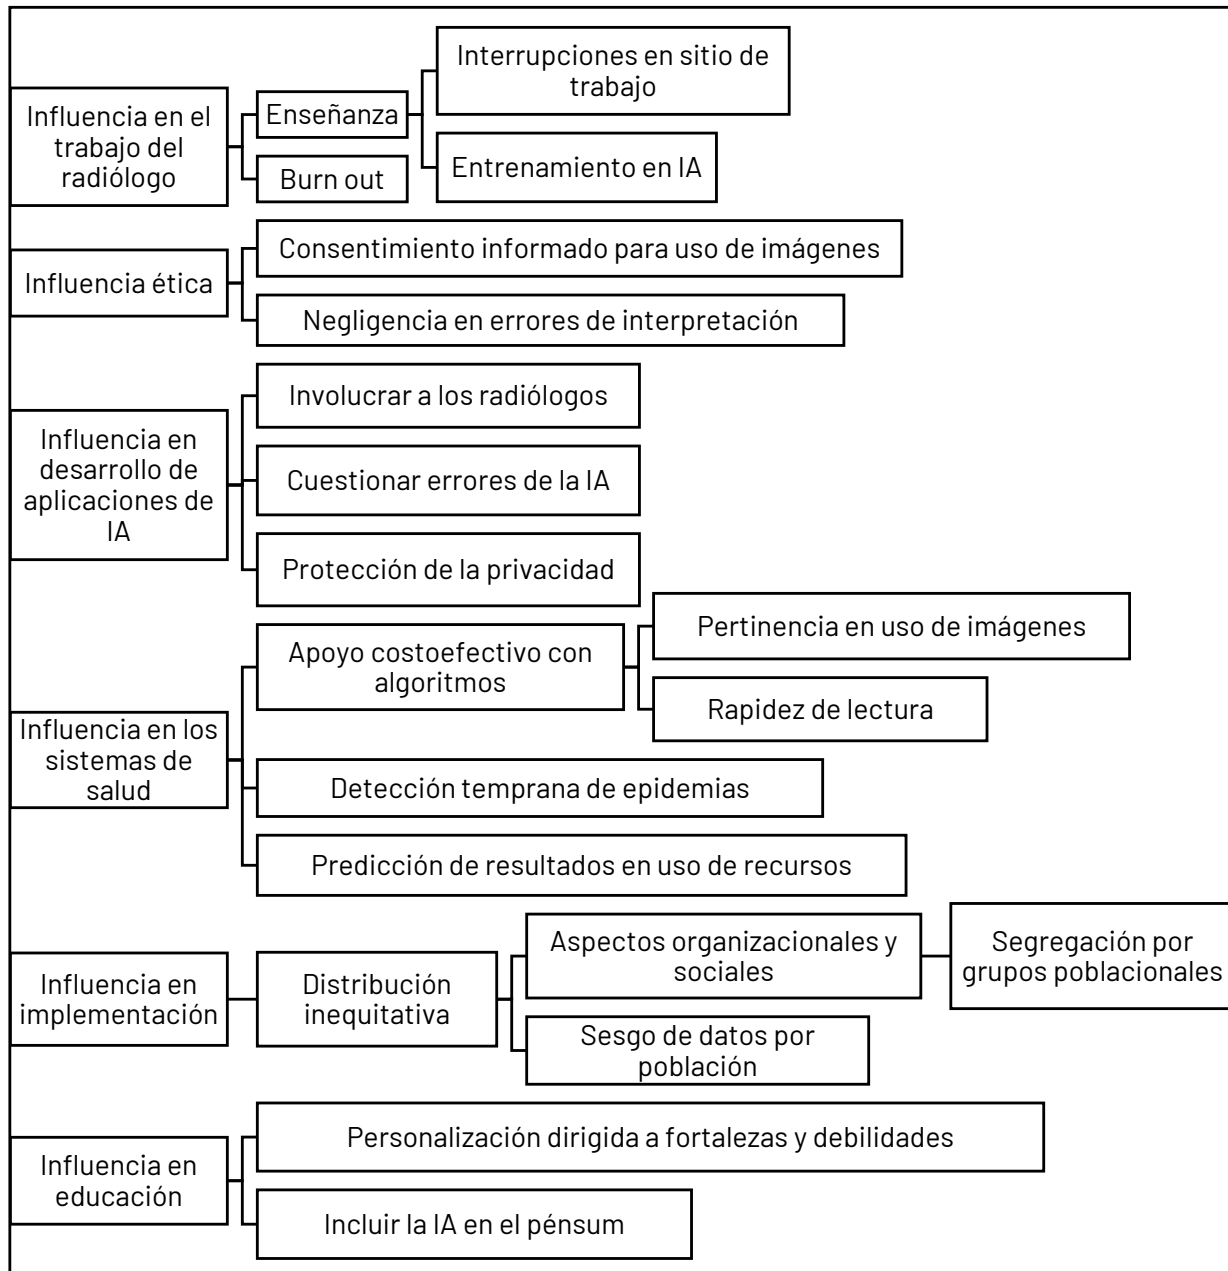 Influencia en el
trabajo del
radiólogo
Enseñanza
Burn out
Interrupciones en sitio de
trabajo
Entrenamiento en IA
Influencia ética
Consentimiento informado para uso de imágenes
Negligencia en errores de interpretación
Influencia en
desarrollo de
aplicaciones de
IA
Involucrar a los radiólogos
Cuestionar errores de la IA
Protección de la privacidad
Influencia en los
sistemas de
salud
Apoyo costoefectivo con
algoritmos
Pertinencia en uso de imágenes
Rapidez de lectura
Detección temprana de epidemias
Predicción de resultados en uso de recursos
Influencia en
implementación
Distribución
inequitativa
Aspectos organizacionales y
sociales
Segregación por
grupos poblacionales
Sesgo de datos por
población
Influencia en
educación
Personalización dirigida a fortalezas y debilidades
Incluir la IA en el pénsum